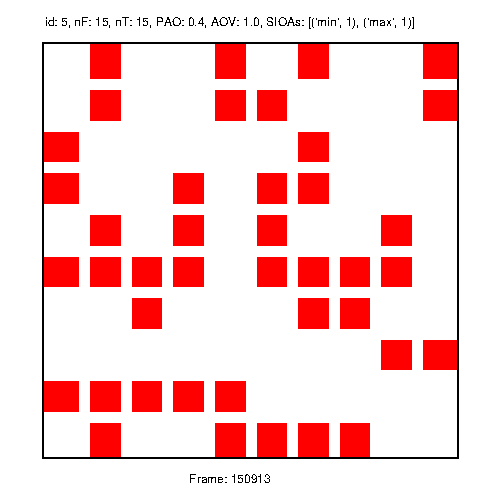 id: 5, nF: 15, nT: 15, PAO: 0.4, AOV: 1.0, SIOAs: [('min', 1), ('max', 1)]
Frame: 150913